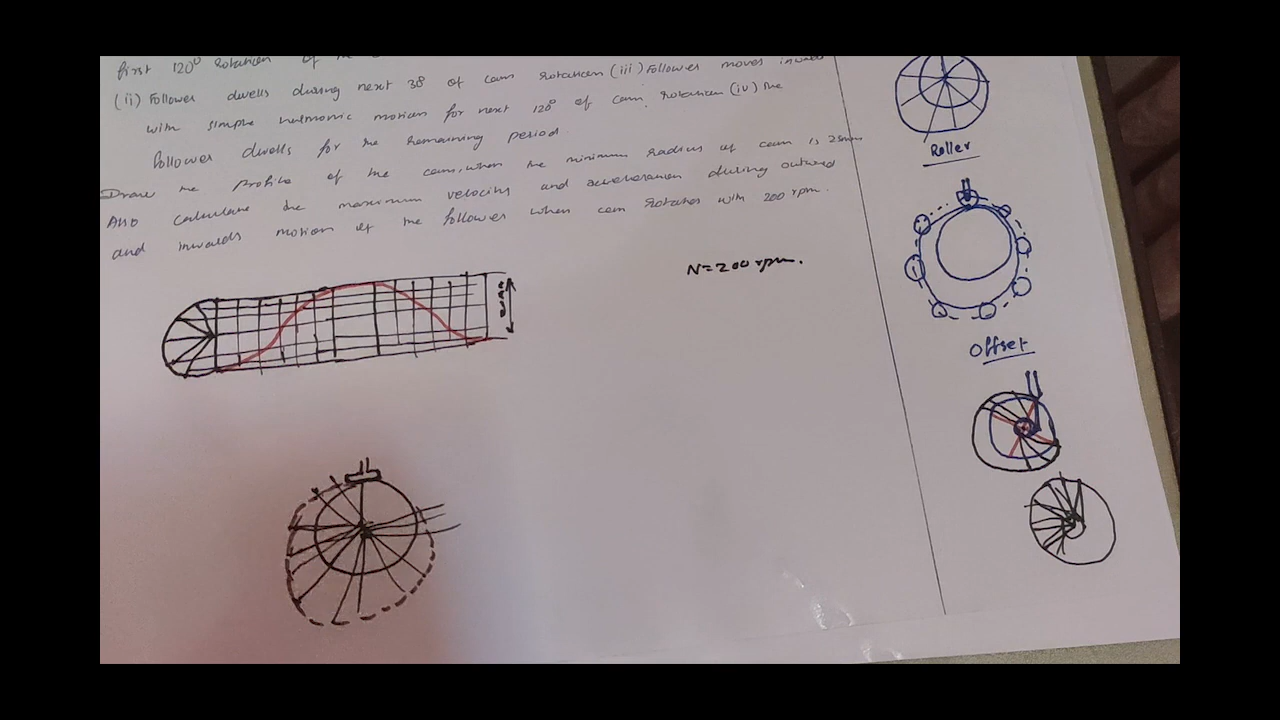 first 120° rotation of the
(ii) Follower dwells during next 30° of cam rotation (iii) Follower moves inward
with simple harmonic motion for next 120° of cam rotation (iv) The
follower dwells for the remaining period
Draw the profile of the cam, when the minimum radius of cam is 25mm
Also calculate the maximum velocity and acceleration during outward
and inwards motion of the follower when cam rotates with 200 rpm.
N=200 rpm.
Roller
Offset